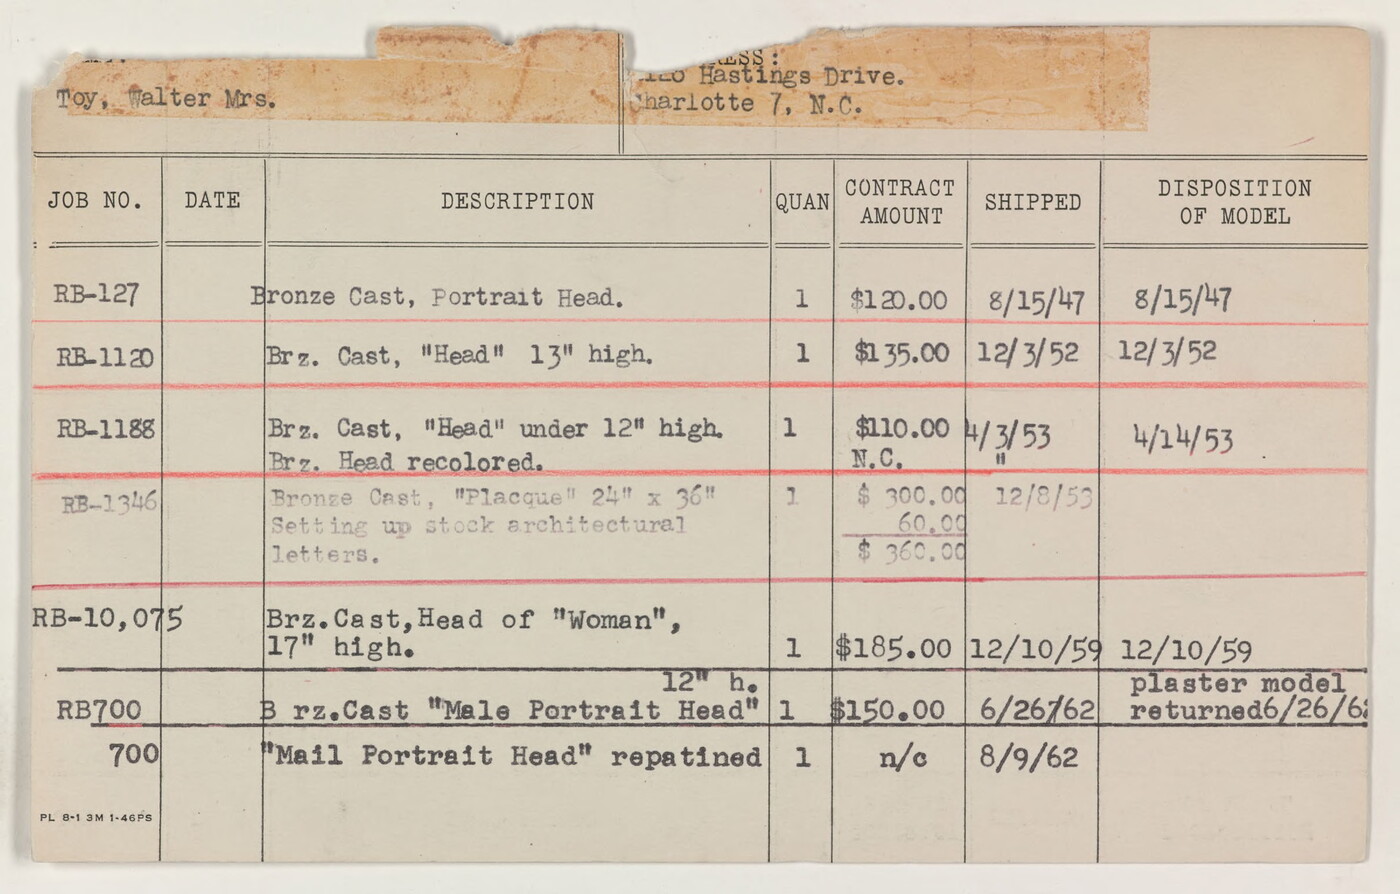 Toy, Walter Mrs.
Hastings Drive.
Charlotte 7, N.C.
JOB NO. DATE DESCRIPTION QUAN CONTRACT AMOUNT SHIPPED DISPOSITION OF MODEL
RB-127 Bronze Cast, Portrait Head. 1 $120.00 8/15/47 8/15/47
RB-1120 Brz. Cast, "Head" 13" high. 1 $135.00 12/3/52 12/3/52
RB-1188 Brz. Cast, "Head" under 12" high. 1 $110.00 4/3/53 4/14/53
Brz. Head recolored. N.C. "
RB-1346 Bronze Cast, "Placque" 24" x 36" 1 $ 300.00 12/8/53
Setting up stock architectural 60.00
letters. $ 360.00
RB-10,075 Brz.Cast,Head of "Woman",
17" high. 1 $185.00 12/10/59 12/10/59
12" h. plaster model
RB700 B rz.Cast "Male Portrait Head" 1 $150.00 6/26/62 returned6/26/62
700 "Mail Portrait Head" repatined 1 n/c 8/9/62
PL 8-1 3M 1-46PS